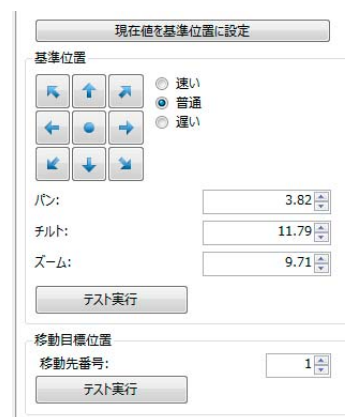 現在値を基準位置に設定
基準位置
速い
普通
遅い
パン: 3.82
チルト: 11.79
ズーム: 9.71
テスト実行
移動目標位置
移動先番号: 1
テスト実行